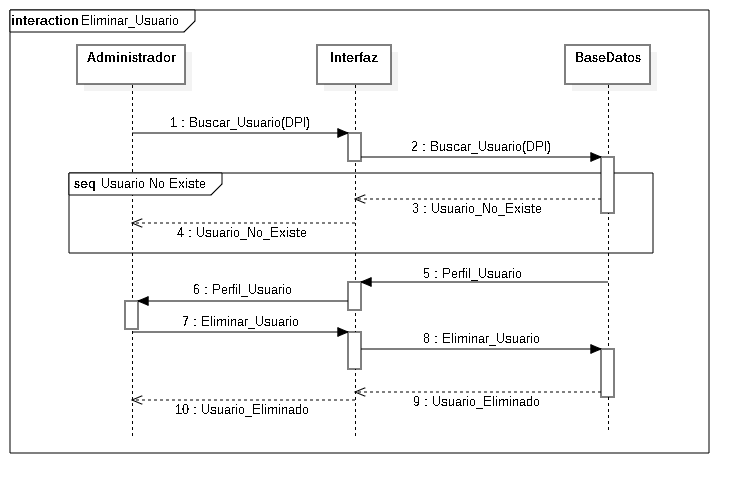 interaction Eliminar_Usuario
Administrador
Interfaz
BaseDatos
1 : Buscar_Usuario(DPI)
2 : Buscar_Usuario(DPI)
seq Usuario No Existe
3 : Usuario_No_Existe
4 : Usuario_No_Existe
5 : Perfil_Usuario
6 : Perfil_Usuario
7 : Eliminar_Usuario
8 : Eliminar_Usuario
9 : Usuario_Eliminado
10 : Usuario_Eliminado